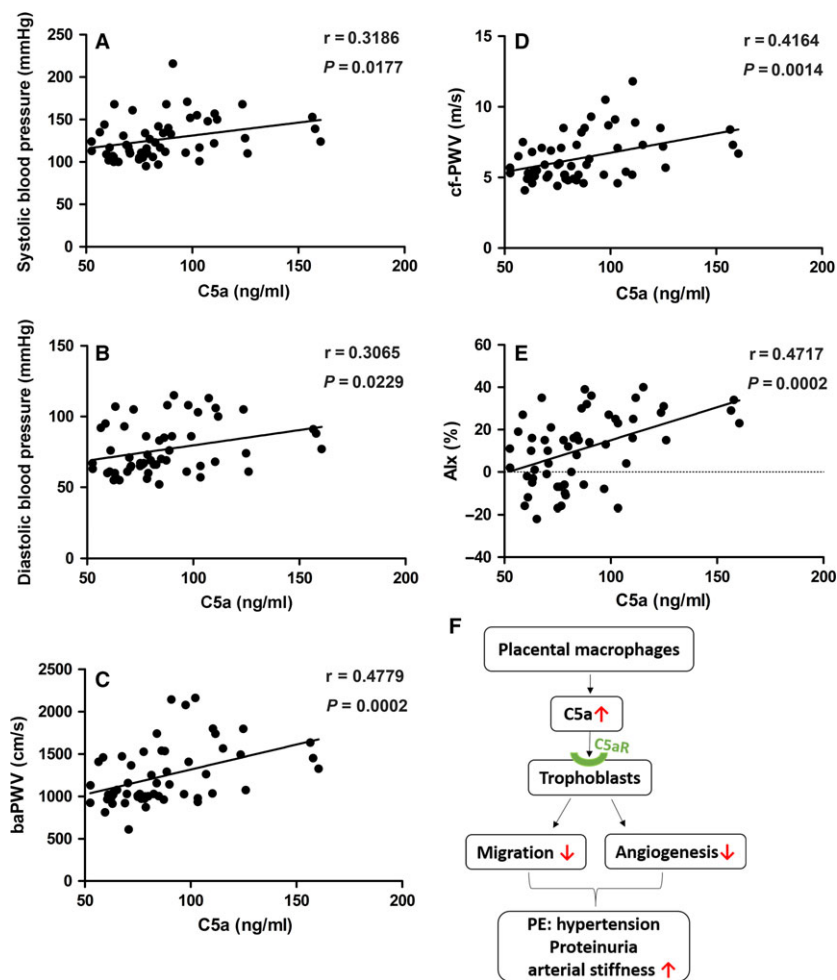 A
r = 0.3186
P = 0.0177
Systolic blood pressure (mmHg)
250
200
150
100
50
0
50
100
150
200
C5a (ng/ml)
B
r = 0.3065
P = 0.0229
Diastolic blood pressure (mmHg)
150
100
50
0
50
100
150
200
C5a (ng/ml)
C
r = 0.4779
P = 0.0002
baPWV (cm/s)
2500
2000
1500
1000
500
0
50
100
150
200
C5a (ng/ml)
D
r = 0.4164
P = 0.0014
cf-PWV (m/s)
15
10
5
0
50
100
150
200
C5a (ng/ml)
E
r = 0.4717
P = 0.0002
AIx (%)
60
40
20
0
−20
−40
50
100
150
200
C5a (ng/ml)
F
Placental macrophages
C5a↑
C5aR
Trophoblasts
Migration ↓
Angiogenesis↓
PE: hypertension
Proteinuria
arterial stiffness ↑